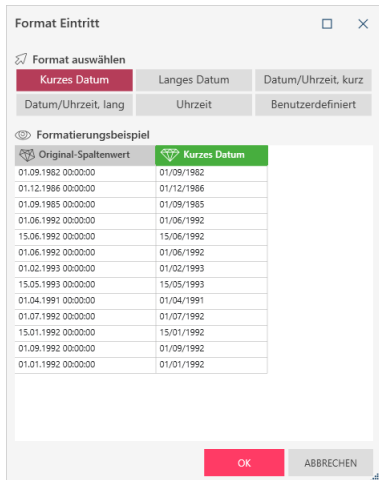 Format Eintritt
Format auswählen
Kurzes Datum Langes Datum Datum/Uhrzeit, kurz
Datum/Uhrzeit, lang Uhrzeit Benutzerdefiniert
Formatierungsbeispiel
Original-Spaltenwert Kurzes Datum
01.09.1982 00:00:00 01/09/1982
01.12.1986 00:00:00 01/12/1986
01.09.1985 00:00:00 01/09/1985
01.06.1992 00:00:00 01/06/1992
15.06.1992 00:00:00 15/06/1992
01.06.1992 00:00:00 01/06/1992
01.02.1993 00:00:00 01/02/1993
15.05.1993 00:00:00 15/05/1993
01.04.1991 00:00:00 01/04/1991
01.07.1992 00:00:00 01/07/1992
15.01.1992 00:00:00 15/01/1992
01.09.1992 00:00:00 01/09/1992
01.01.1992 00:00:00 01/01/1992
OK ABBRECHEN